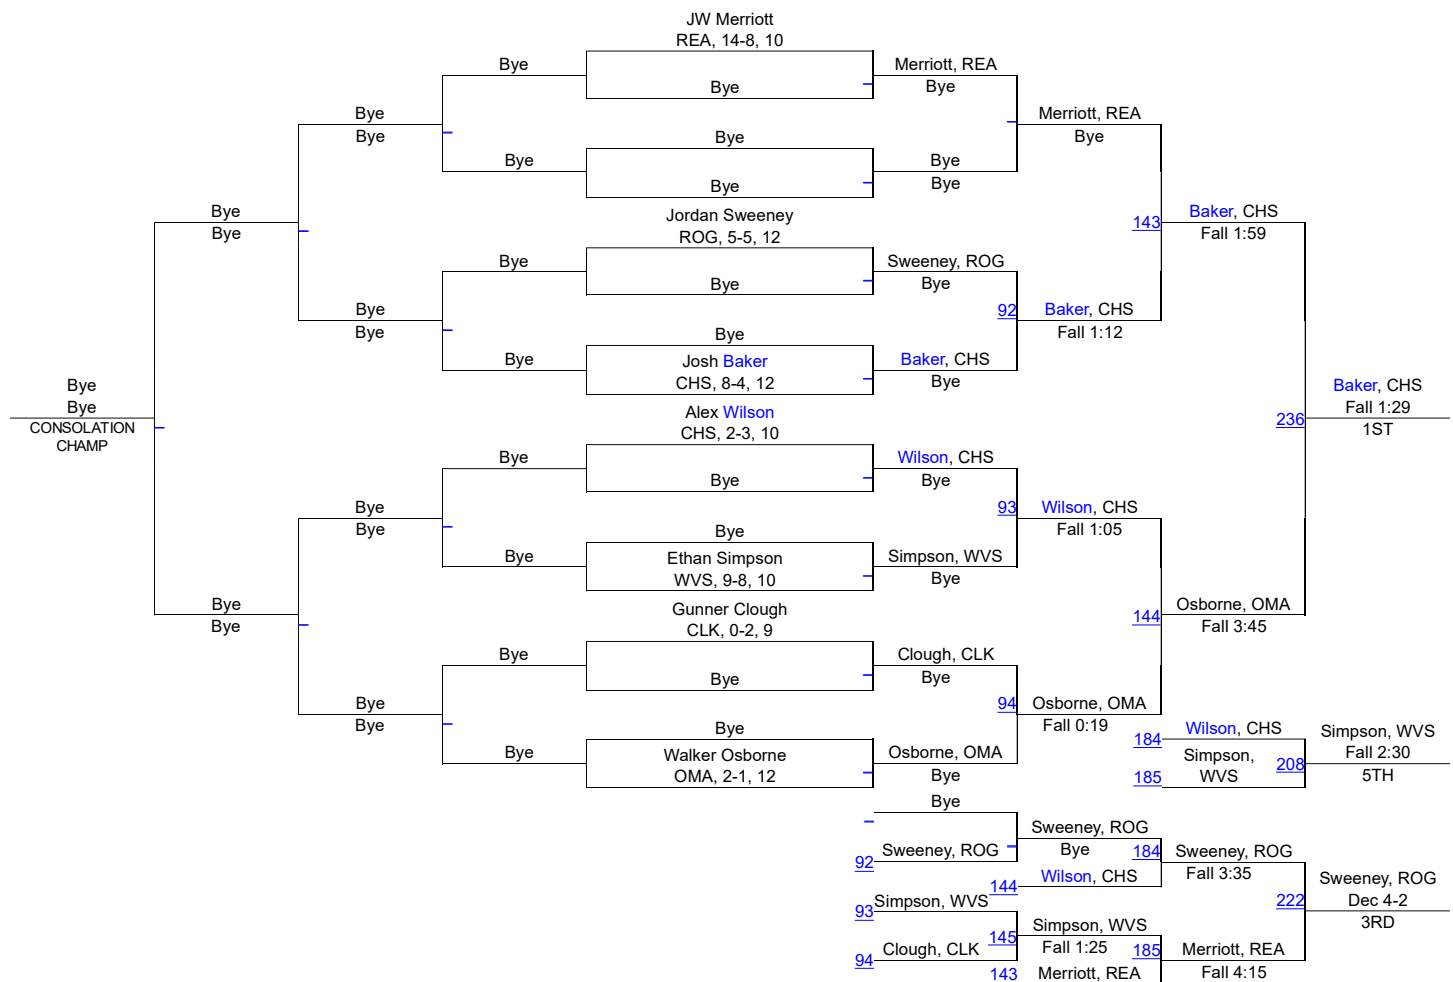 JW Merriott
REA, 14-8, 10
Bye
Merriott, REA
Bye
Bye
Bye
Merriott, REA
Bye
Bye
Bye
Bye
Bye
Bye
Bye
Bye
Jordan Sweeney
ROG, 5-5, 12
Bye
Bye
143
Baker, CHS
Fall 1:59
Bye
Sweeney, ROG
Bye
Bye
Bye
Bye
92
Baker, CHS
Fall 1:12
Bye
Bye
Josh Baker
CHS, 8-4, 12
Baker, CHS
Bye
Bye
Bye
CONSOLATION
CHAMP
Alex Wilson
CHS, 2-3, 10
236
Baker, CHS
Fall 1:29
1ST
Bye
Bye
Wilson, CHS
Bye
Bye
Bye
93
Wilson, CHS
Fall 1:05
Bye
Bye
Ethan Simpson
WVS, 9-8, 10
Simpson, WVS
Bye
Bye
Bye
Gunner Clough
CLK, 0-2, 9
144
Osborne, OMA
Fall 3:45
Bye
Bye
Clough, CLK
Bye
Bye
Bye
94
Osborne, OMA
Fall 0:19
Bye
Bye
Walker Osborne
OMA, 2-1, 12
Osborne, OMA
Bye
184
Wilson, CHS
185
Simpson,
WVS
208
Simpson, WVS
Fall 2:30
5TH
Bye
92
Sweeney, ROG
Sweeney, ROG
Bye
144
Wilson, CHS
184
Sweeney, ROG
Fall 3:35
93
Simpson, WVS
94
Clough, CLK
145
Simpson, WVS
Fall 1:25
143
Merriott, REA
185
Merriott, REA
Fall 4:15
222
Sweeney, ROG
Dec 4-2
3RD